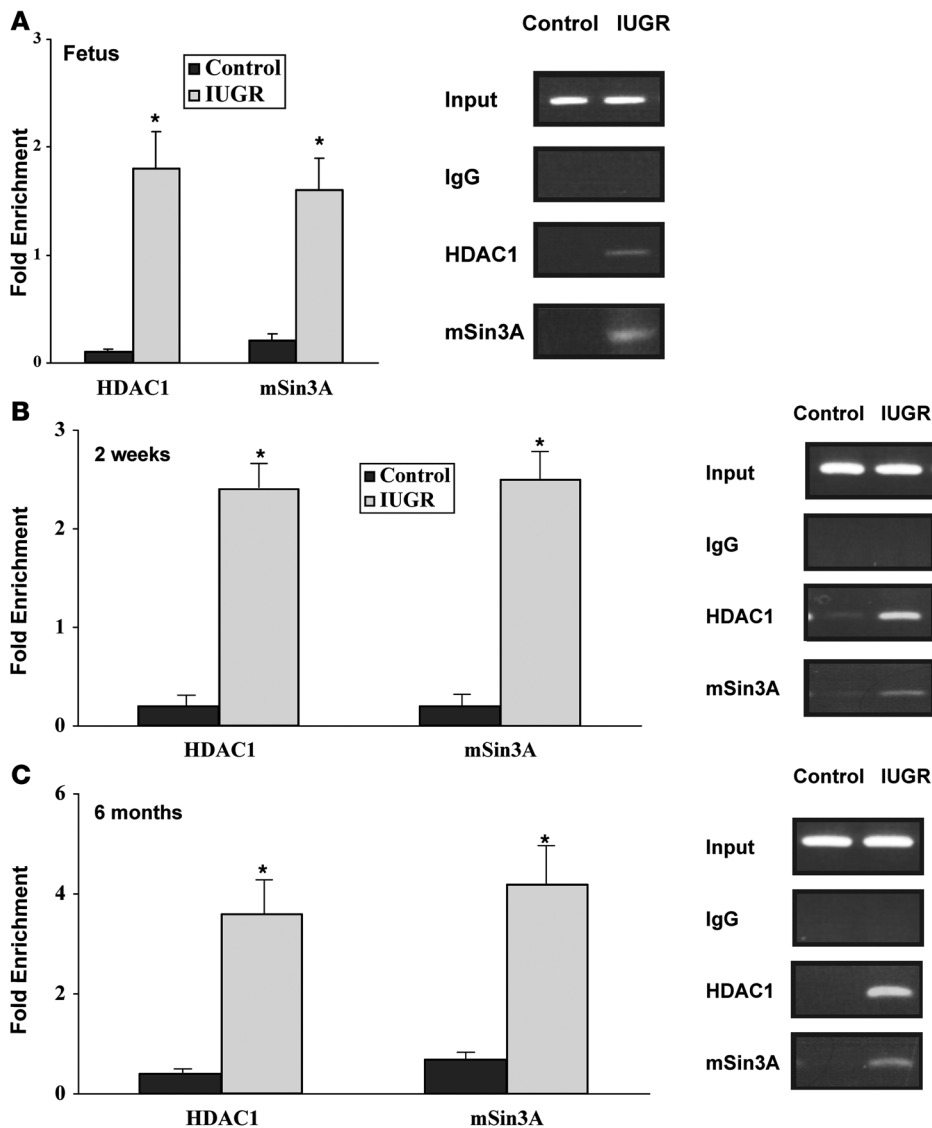 A
Fetus
Control
IUGR
Fold Enrichment
3
2
1
0
*
*
HDAC1
mSin3A
Control IUGR
Input
IgG
HDAC1
mSin3A
B
2 weeks
Control
IUGR
Fold Enrichment
3
2
1
0
*
*
HDAC1
mSin3A
Control IUGR
Input
IgG
HDAC1
mSin3A
C
6 months
Fold Enrichment
6
4
2
0
*
*
HDAC1
mSin3A
Control IUGR
Input
IgG
HDAC1
mSin3A